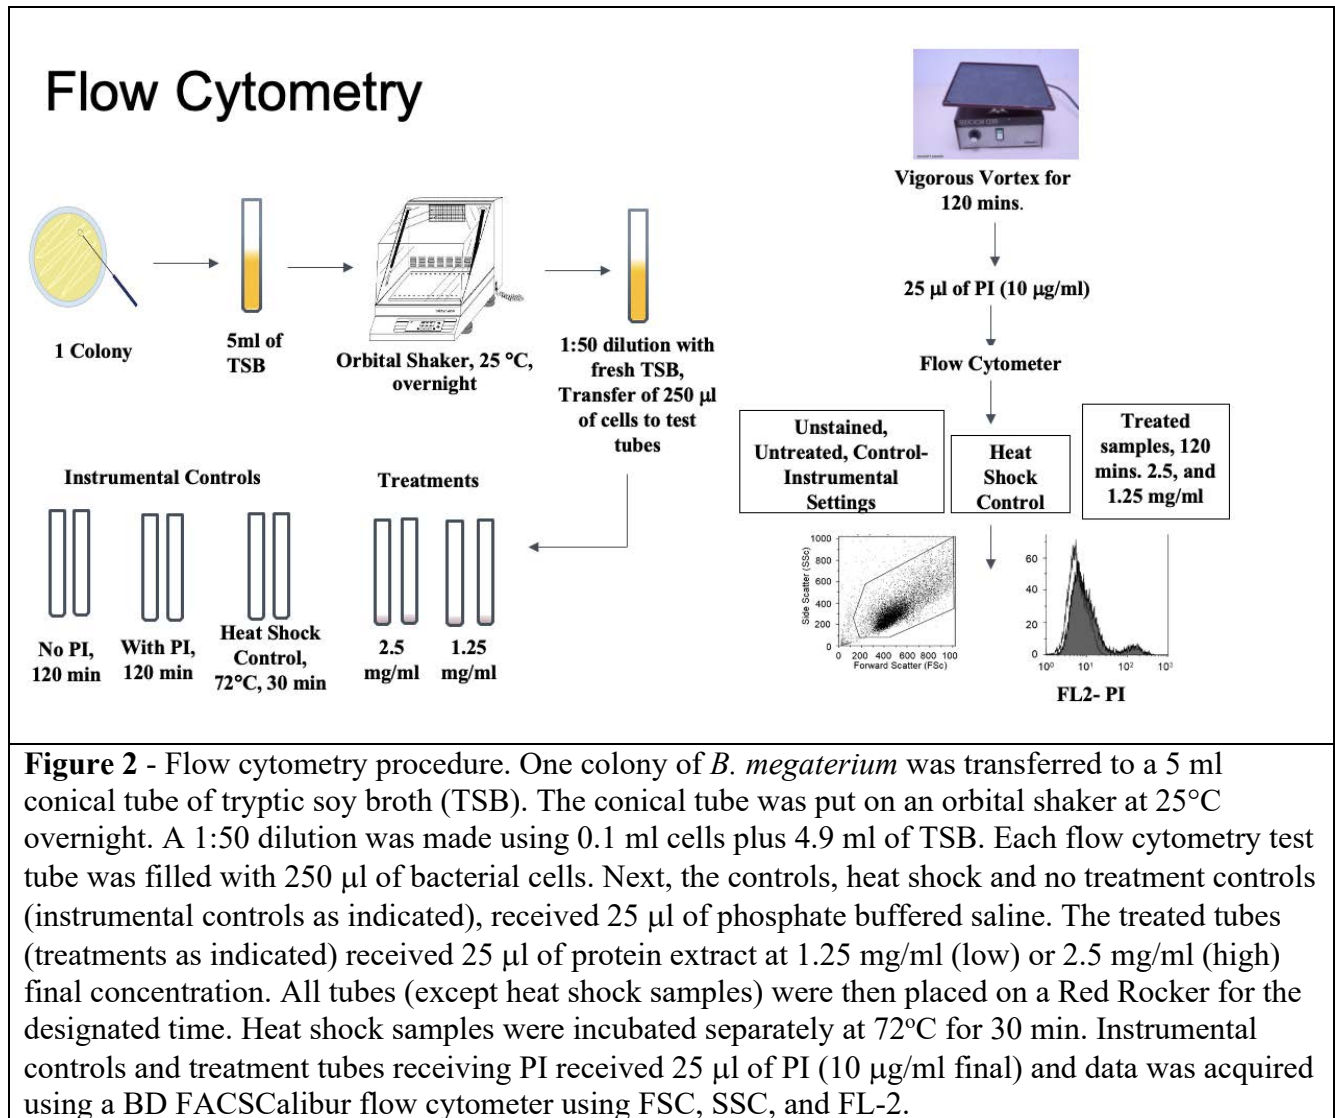 Flow Cytometry
1 Colony
5ml of
TSB
Orbital Shaker, 25 °C,
overnight
1:50 dilution with
fresh TSB,
Transfer of 250 μl
of cells to test
tubes
Instrumental Controls
Treatments
No PI,
120 min
With PI,
120 min
Heat Shock
Control,
72°C, 30 min
2.5
mg/ml
1.25
mg/ml
Vigorous Vortex for
120 mins.
25 μl of PI (10 μg/ml)
Flow Cytometer
Unstained,
Untreated, Control-
Instrumental
Settings
Heat
Shock
Control
Treated
samples, 120
mins. 2.5, and
1.25 mg/ml
Side Scatter (SSc)
1000
800
600
400
200
0
0 200 400 600 800 100
Forward Scatter (FSc)
60
40
20
0
10⁰ 10¹ 10² 10³
FL2- PI
Figure 2 - Flow cytometry procedure. One colony of B. megaterium was transferred to a 5 ml
conical tube of tryptic soy broth (TSB). The conical tube was put on an orbital shaker at 25°C
overnight. A 1:50 dilution was made using 0.1 ml cells plus 4.9 ml of TSB. Each flow cytometry test
tube was filled with 250 μl of bacterial cells. Next, the controls, heat shock and no treatment controls
(instrumental controls as indicated), received 25 μl of phosphate buffered saline. The treated tubes
(treatments as indicated) received 25 μl of protein extract at 1.25 mg/ml (low) or 2.5 mg/ml (high)
final concentration. All tubes (except heat shock samples) were then placed on a Red Rocker for the
designated time. Heat shock samples were incubated separately at 72°C for 30 min. Instrumental
controls and treatment tubes receiving PI received 25 μl of PI (10 μg/ml final) and data was acquired
using a BD FACSCalibur flow cytometer using FSC, SSC, and FL-2.